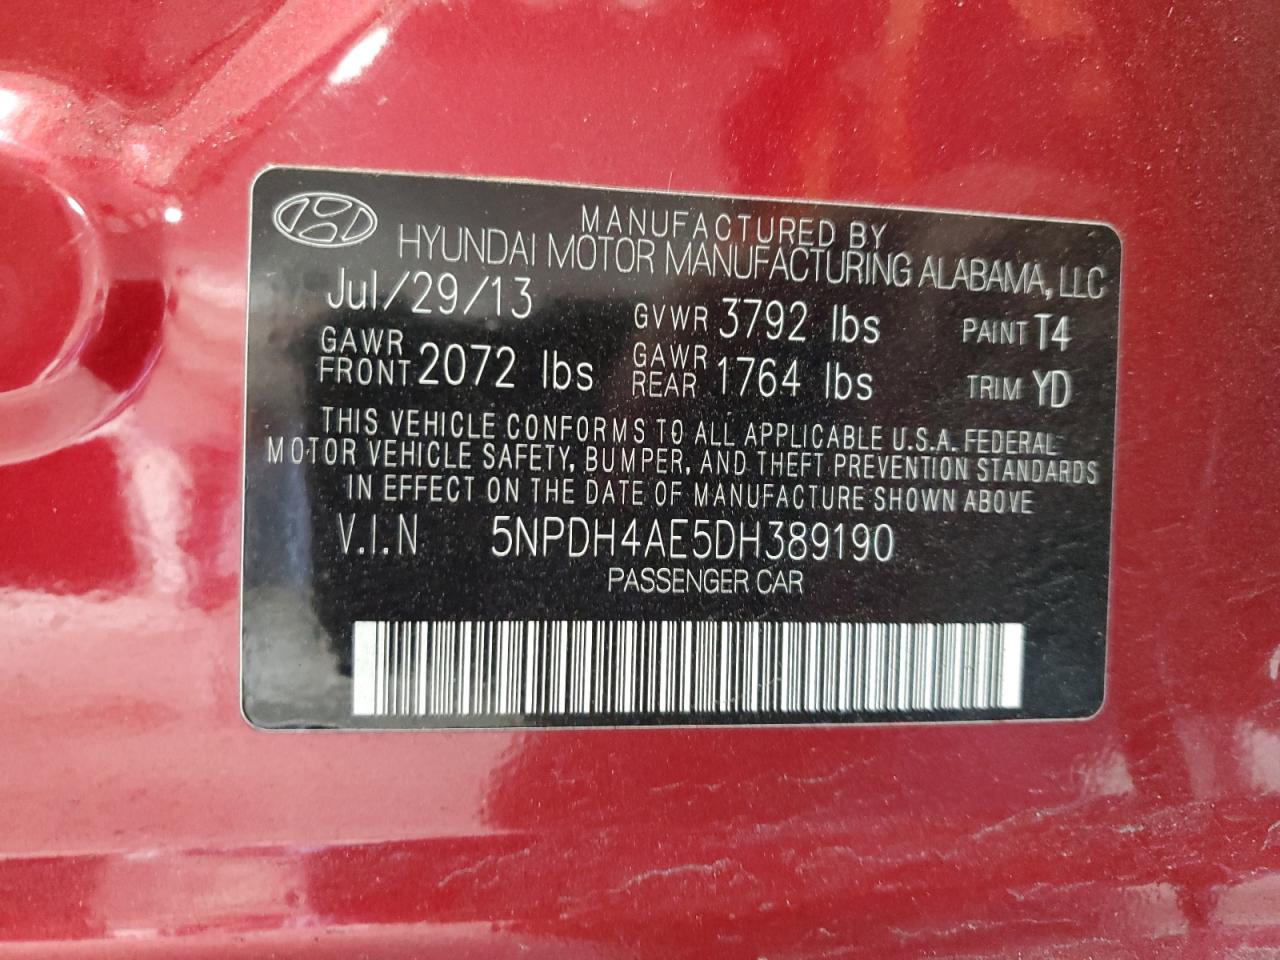 MANUFACTURED BY
HYUNDAI MOTOR MANUFACTURING ALABAMA, LLC
Jul/29/13 GVWR 3792 lbs PAINT T4
GAWR FRONT 2072 lbs GAWR REAR 1764 lbs TRIM YD
THIS VEHICLE CONFORMS TO ALL APPLICABLE U.S.A. FEDERAL
MOTOR VEHICLE SAFETY, BUMPER, AND THEFT PREVENTION STANDARDS
IN EFFECT ON THE DATE OF MANUFACTURE SHOWN ABOVE
V.I.N 5NPDH4AE5DH389190
PASSENGER CAR